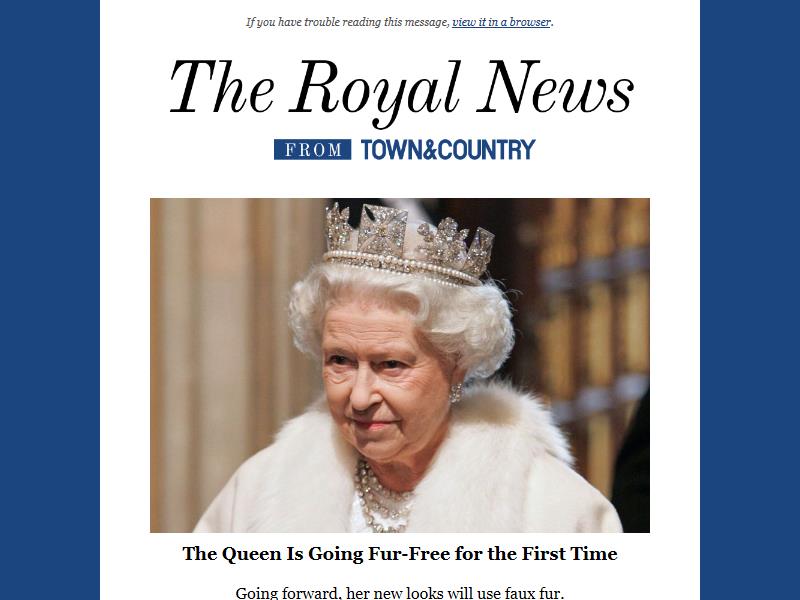 If you have trouble reading this message, view it in a browser.
The Royal News
FROM TOWN&COUNTRY
The Queen Is Going Fur-Free for the First Time
Going forward, her new looks will use faux fur.